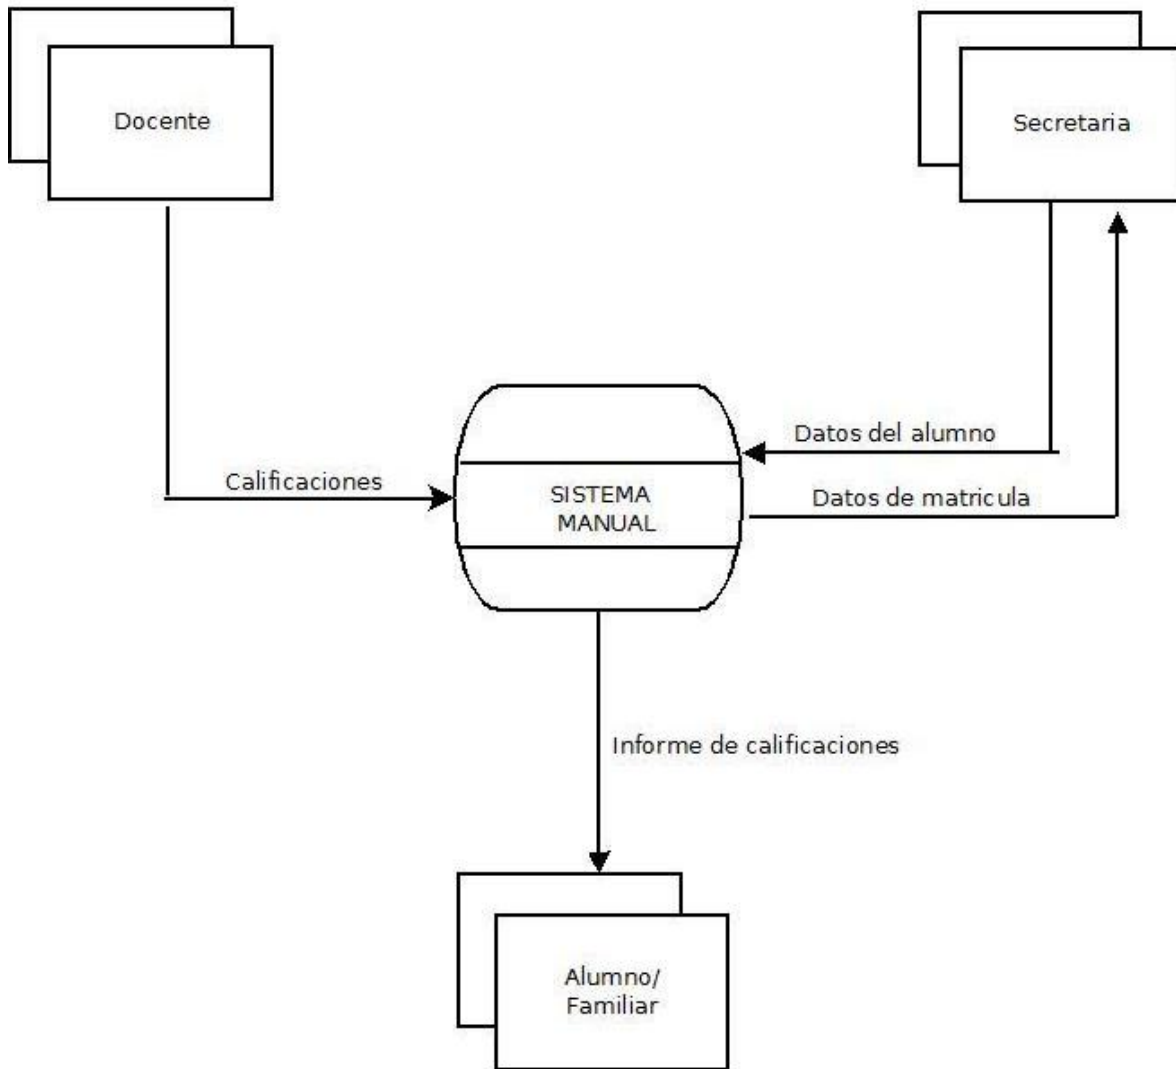 Docente
Secretaria
Datos del alumno
Calificaciones
SISTEMA
MANUAL
Datos de matricula
Informe de calificaciones
Alumno/
Familiar